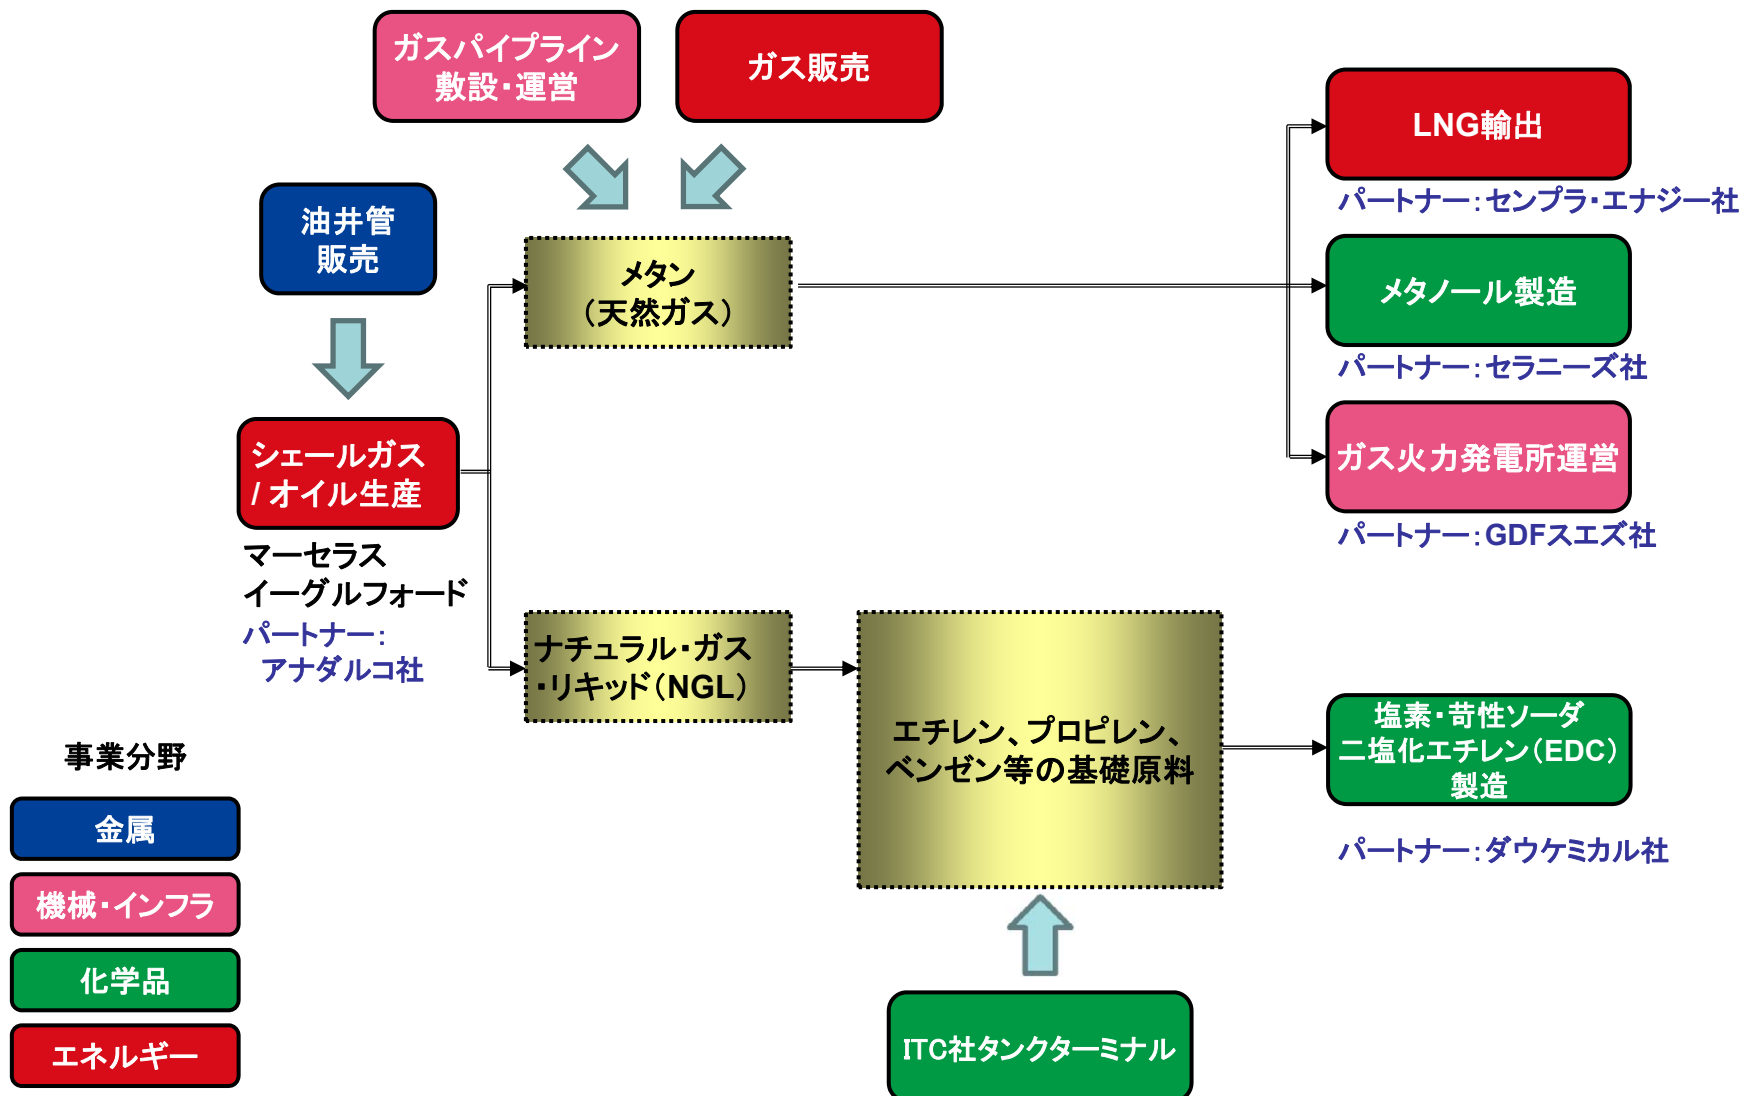 ガスパイプライン
敷設・運営
ガス販売
LNG輸出
パートナー：センプラ・エナジー社
油井管
販売
メタン
（天然ガス）
メタノール製造
パートナー：セラニーズ社
シェールガス
/ オイル生産
ガス火力発電所運営
パートナー：GDFスエズ社
マーセラス
イーグルフォード
パートナー：
アナダルコ社
ナチュラル・ガス
・リキッド（NGL）
エチレン、プロピレン、
ベンゼン等の基礎原料
塩素・苛性ソーダ
二塩化エチレン（EDC）
製造
パートナー：ダウケミカル社
事業分野
金属
機械・インフラ
化学品
エネルギー
ITC社タンクターミナル